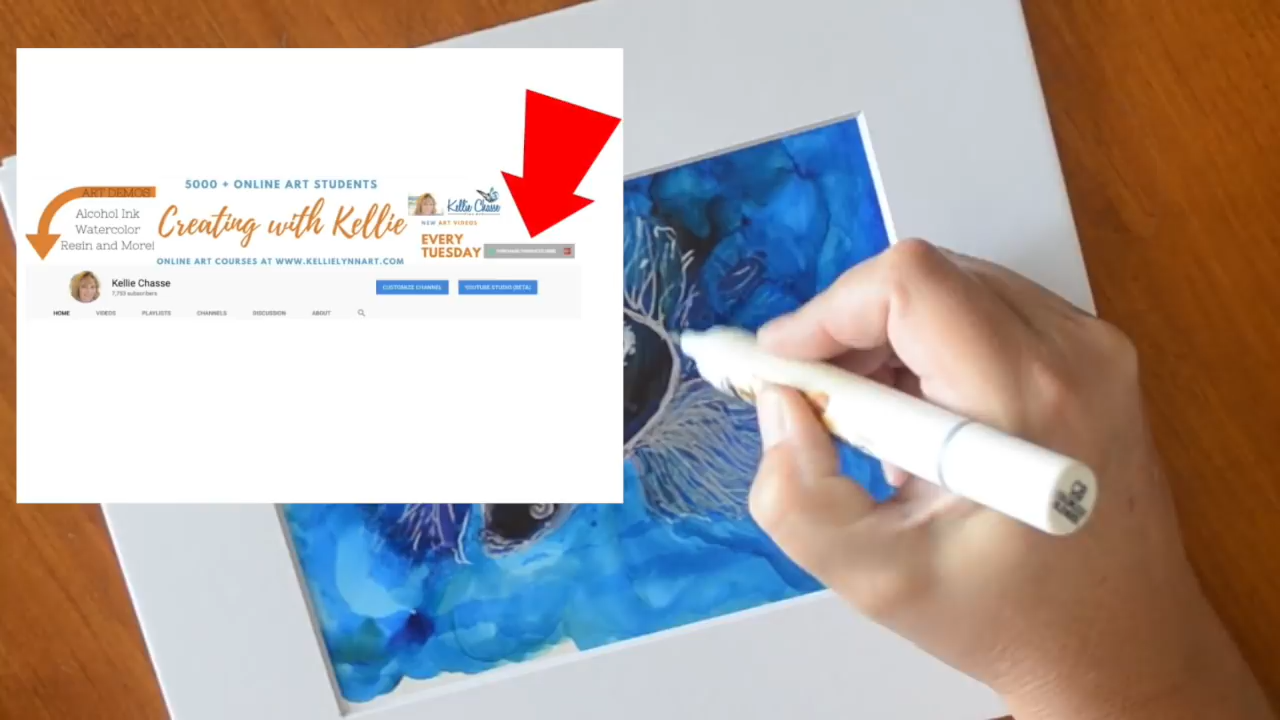 5000 + ONLINE ART STUDENTS
ART DEMOS
Alcohol Ink
Watercolor
Resin and More!
Creating with Kellie
Kellie Chasse
NEW ART VIDEOS
EVERY
TUESDAY
ONLINE ART COURSES AT WWW.KELLIELYNNART.COM
Kellie Chasse
CUSTOMIZE CHANNEL
YOUTUBE STUDIO (BETA)
HOME
VIDEOS
PLAYLISTS
CHANNELS
DISCUSSION
ABOUT